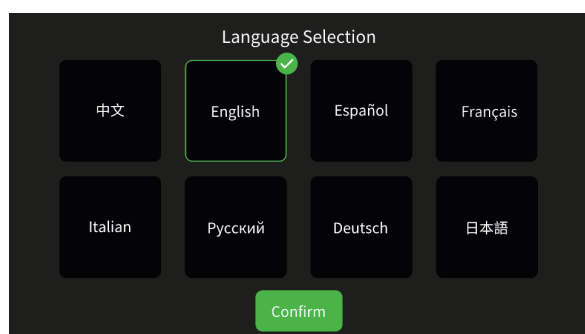 Language Selection
中文
English
Español
Français
Italian
Русский
Deutsch
日本語
Confirm